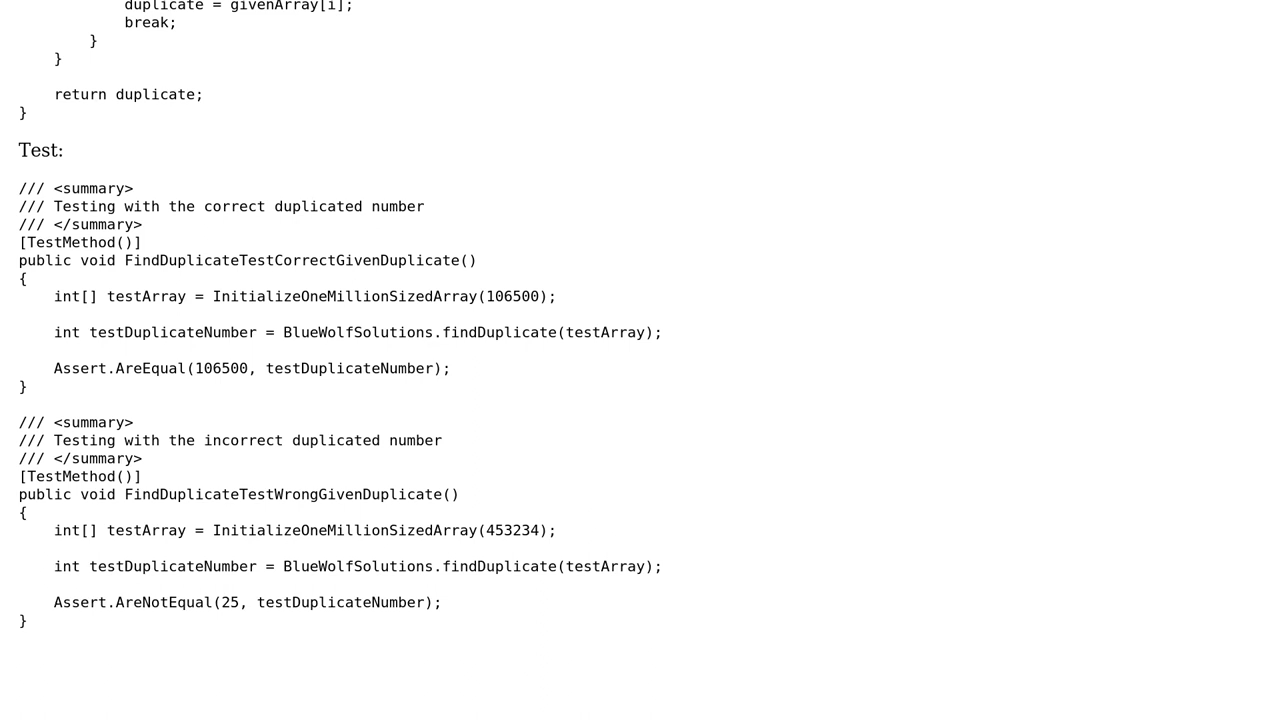 duplicate = givenArray[i];
            break;
        }
    }

    return duplicate;
}
Test:
/// <summary>
/// Testing with the correct duplicated number
/// </summary>
[TestMethod()]
public void FindDuplicateTestCorrectGivenDuplicate()
{
    int[] testArray = InitializeOneMillionSizedArray(106500);

    int testDuplicateNumber = BlueWolfSolutions.findDuplicate(testArray);

    Assert.AreEqual(106500, testDuplicateNumber);
}

/// <summary>
/// Testing with the incorrect duplicated number
/// </summary>
[TestMethod()]
public void FindDuplicateTestWrongGivenDuplicate()
{
    int[] testArray = InitializeOneMillionSizedArray(453234);

    int testDuplicateNumber = BlueWolfSolutions.findDuplicate(testArray);

    Assert.AreNotEqual(25, testDuplicateNumber);
}